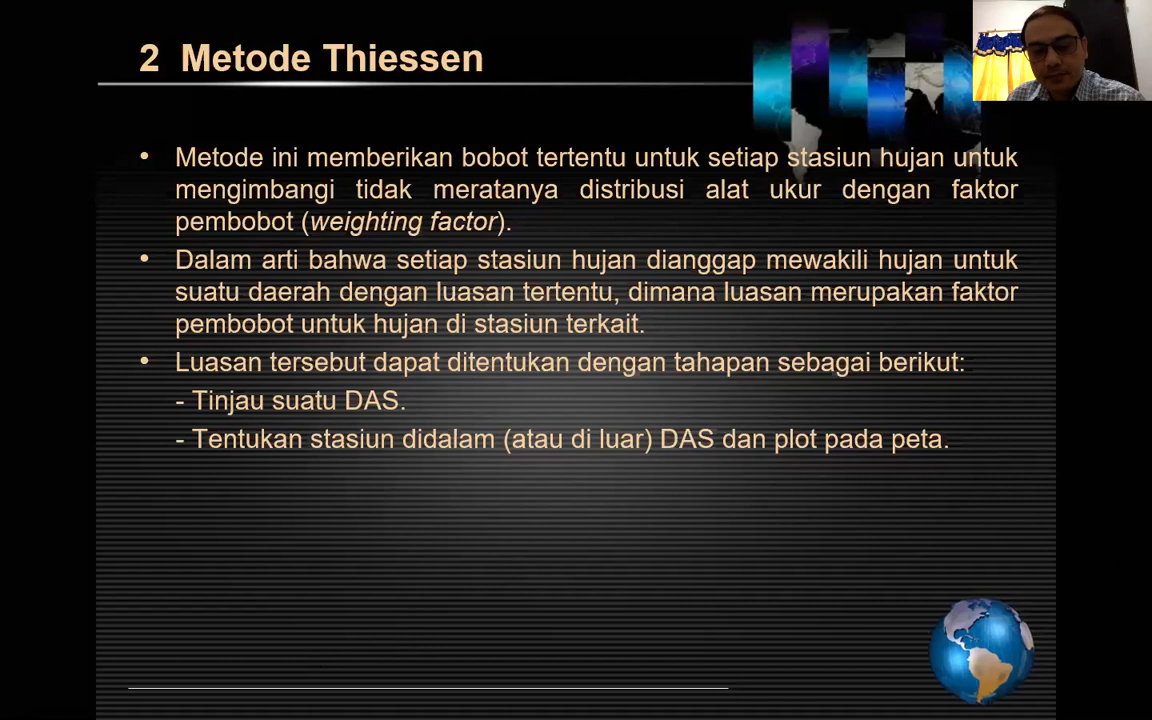 2 Metode Thiessen
• Metode ini memberikan bobot tertentu untuk setiap stasiun hujan untuk
mengimbangi tidak meratanya distribusi alat ukur dengan faktor
pembobot (weighting factor).
• Dalam arti bahwa setiap stasiun hujan dianggap mewakili hujan untuk
suatu daerah dengan luasan tertentu, dimana luasan merupakan faktor
pembobot untuk hujan di stasiun terkait.
• Luasan tersebut dapat ditentukan dengan tahapan sebagai berikut:
- Tinjau suatu DAS.
- Tentukan stasiun didalam (atau di luar) DAS dan plot pada peta.